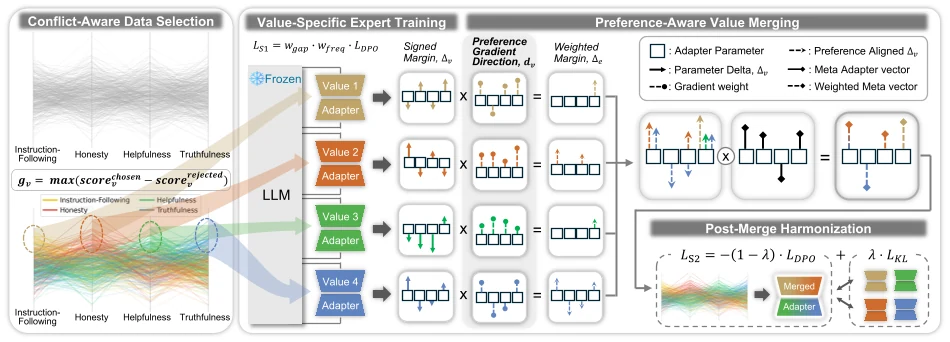 Conflict-Aware Data Selection
Instruction-
Following
Honesty
Helpfulness
Truthfulness
g_v = max(score_v^chosen − score_v^rejected)
Instruction-Following
Helpfulness
Honesty
Truthfulness
Instruction-
Following
Honesty
Helpfulness
Truthfulness
Value-Specific Expert Training
L_S1 = w_gap · w_freq · L_DPO
Signed
Margin, Δ_v
Frozen
LLM
Value 1
Adapter
Value 2
Adapter
Value 3
Adapter
Value 4
Adapter
Preference-Aware Value Merging
Preference
Gradient
Direction, d_v
Weighted
Margin, Δ_e
x
=
x
=
x
=
x
=
: Adapter Parameter
: Preference Aligned Δ_v
: Parameter Delta, Δ_v
: Meta Adapter vector
: Gradient weight
: Weighted Meta vector
x
=
Post-Merge Harmonization
L_S2 = −(1 − λ) · L_DPO + λ · L_KL
Merged
Adapter